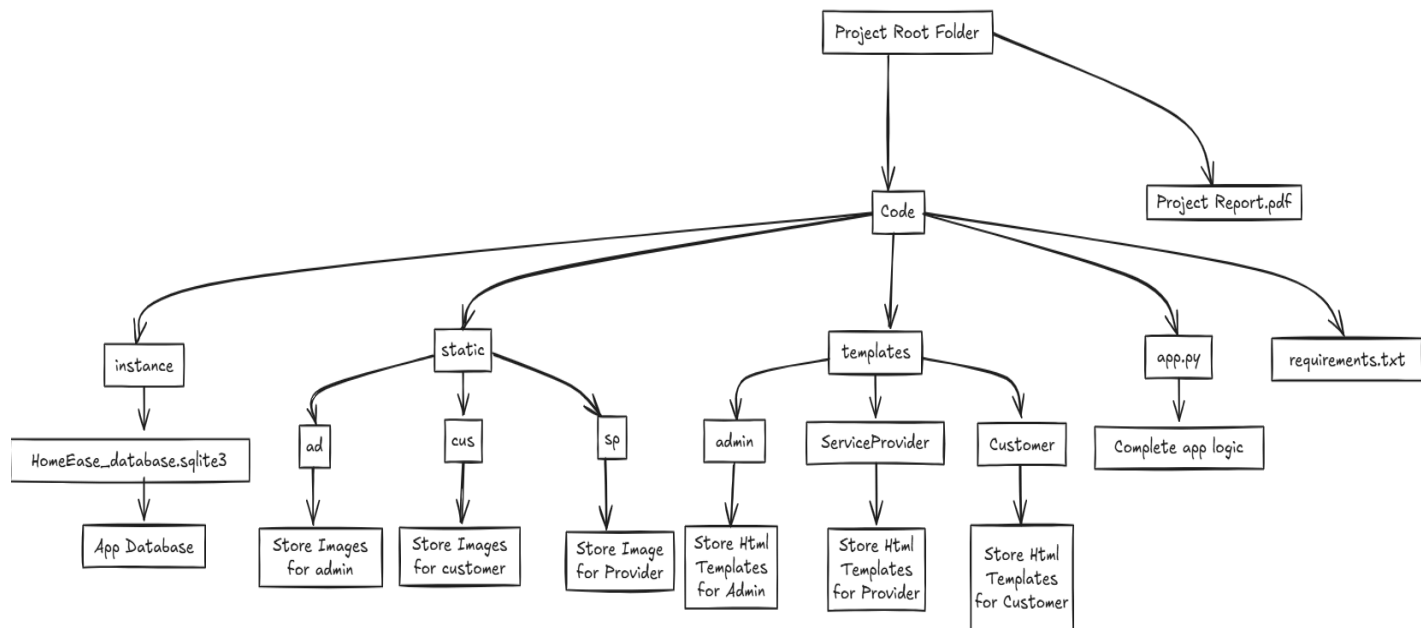 Project Root Folder
Project Report.pdf
Code
instance
static
templates
app.py
requirements.txt
ad
cus
sp
admin
ServiceProvider
Customer
Complete app logic
HomeEase_database.sqlite3
App Database
Store Images
for admin
Store Images
for customer
Store Image
for Provider
Store Html
Templates
for Admin
Store Html
Templates
for Provider
Store Html
Templates
for Customer